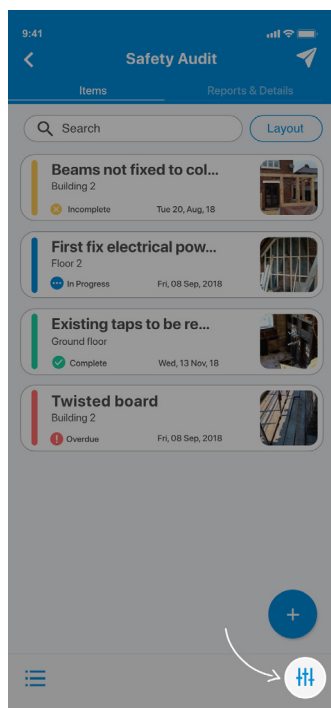 9:41
Safety Audit
Items
Reports & Details
Search
Layout
Beams not fixed to col...
Building 2
Incomplete Tue 20, Aug, 18
First fix electrical pow...
Floor 2
In Progress Fri, 08 Sep, 2018
Existing taps to be re...
Ground floor
Complete Wed, 13 Nov, 18
Twisted board
Building 2
Overdue Fri, 08 Sep, 2018